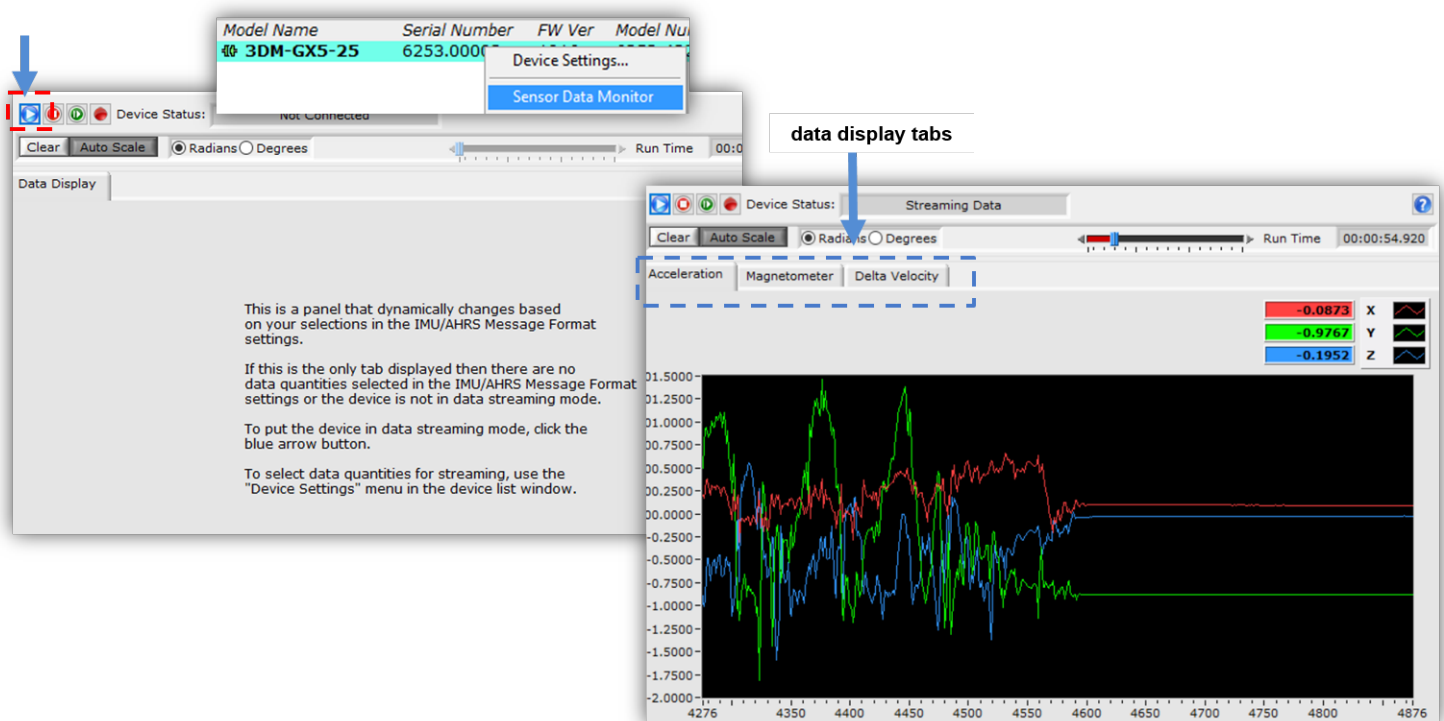 Model Name Serial Number FW Ver Model Nu
3DM-GX5-25 6253.0000
Device Settings...
Sensor Data Monitor
Device Status: Not Connected
Clear Auto Scale Radians Degrees Run Time 00:0
Data Display
This is a panel that dynamically changes based
on your selections in the IMU/AHRS Message Format
settings.
If this is the only tab displayed then there are no
data quantities selected in the IMU/AHRS Message Format
settings or the device is not in data streaming mode.
To put the device in data streaming mode, click the
blue arrow button.
To select data quantities for streaming, use the
"Device Settings" menu in the device list window.
data display tabs
Device Status: Streaming Data ?
Clear Auto Scale Radians Degrees Run Time 00:00:54.920
Acceleration Magnetometer Delta Velocity
-0.0873 X
-0.9767 Y
-0.1952 Z
01.5000
01.2500
01.0000
00.7500
00.5000
00.2500
00.0000
-0.2500
-0.5000
-0.7500
-1.0000
-1.2500
-1.5000
-1.7500
-2.0000
4276 4350 4400 4450 4500 4550 4600 4650 4700 4750 4800 4876